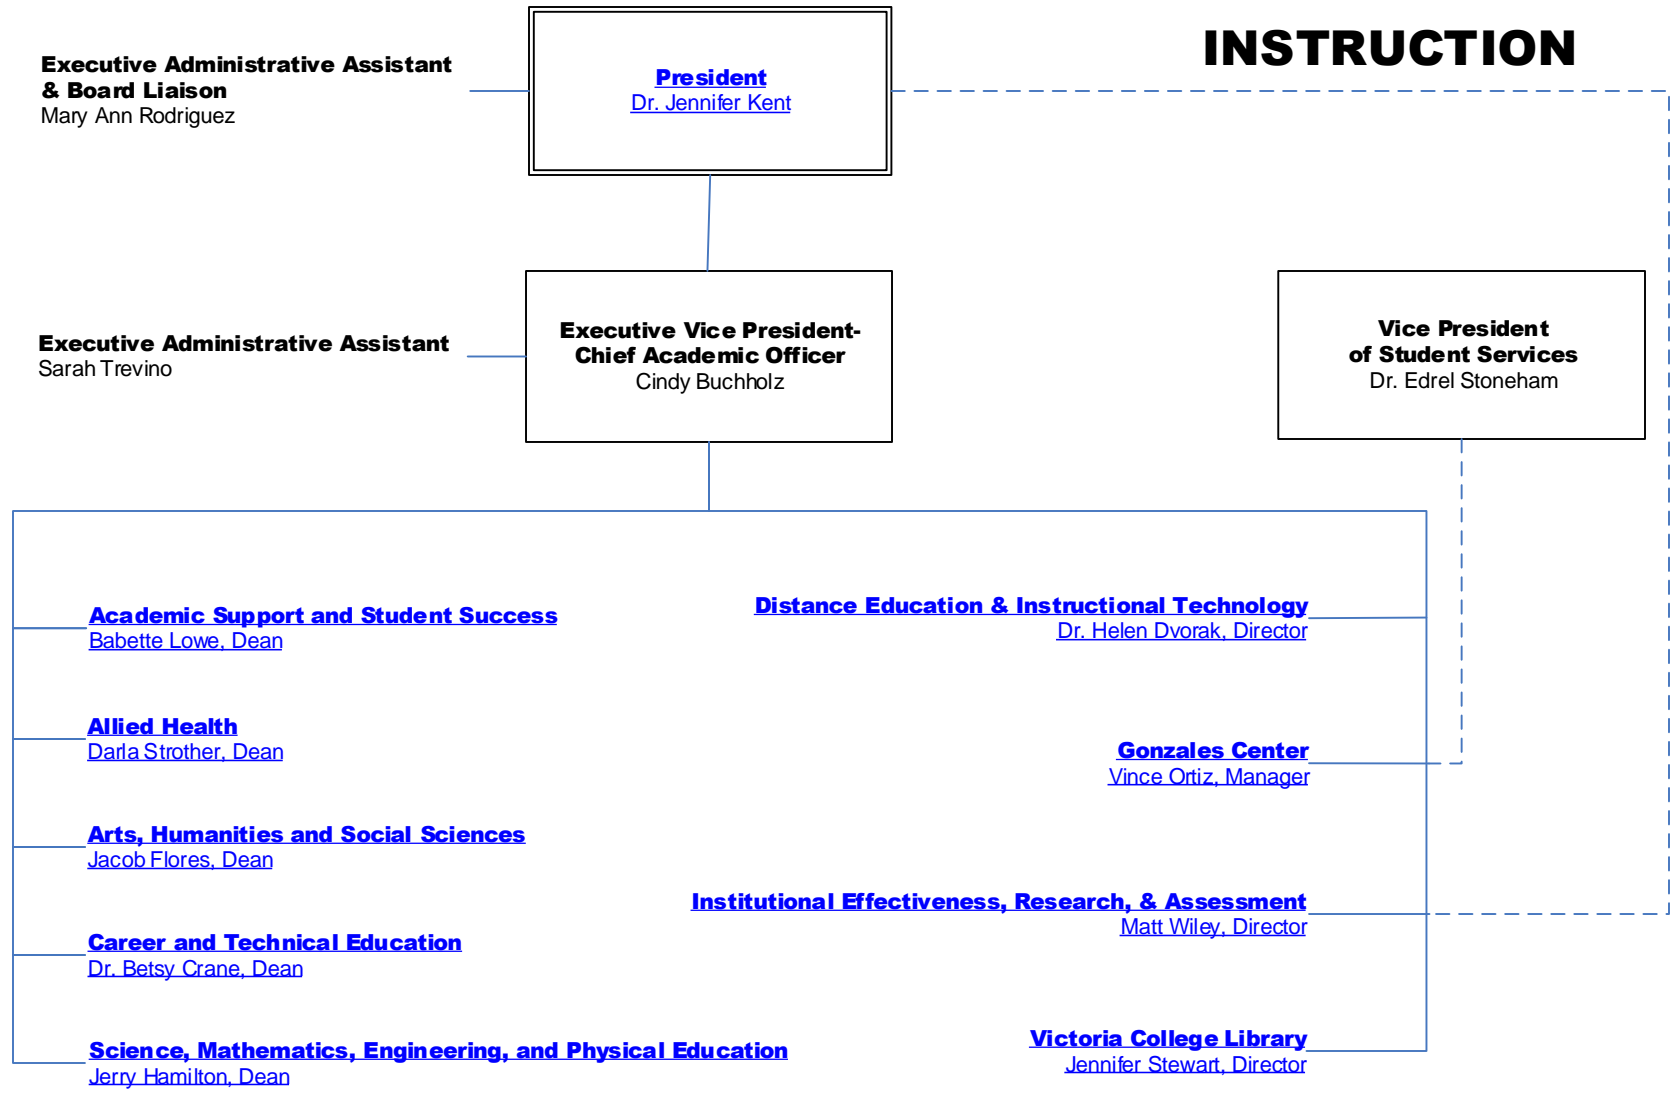 INSTRUCTION
Executive Administrative Assistant
& Board Liaison
Mary Ann Rodriguez
President
Dr. Jennifer Kent
Executive Administrative Assistant
Sarah Trevino
Executive Vice President-
Chief Academic Officer
Cindy Buchholz
Vice President
of Student Services
Dr. Edrel Stoneham
Academic Support and Student Success
Babette Lowe, Dean
Allied Health
Darla Strother, Dean
Arts, Humanities and Social Sciences
Jacob Flores, Dean
Career and Technical Education
Dr. Betsy Crane, Dean
Science, Mathematics, Engineering, and Physical Education
Jerry Hamilton, Dean
Distance Education & Instructional Technology
Dr. Helen Dvorak, Director
Gonzales Center
Vince Ortiz, Manager
Institutional Effectiveness, Research, & Assessment
Matt Wiley, Director
Victoria College Library
Jennifer Stewart, Director